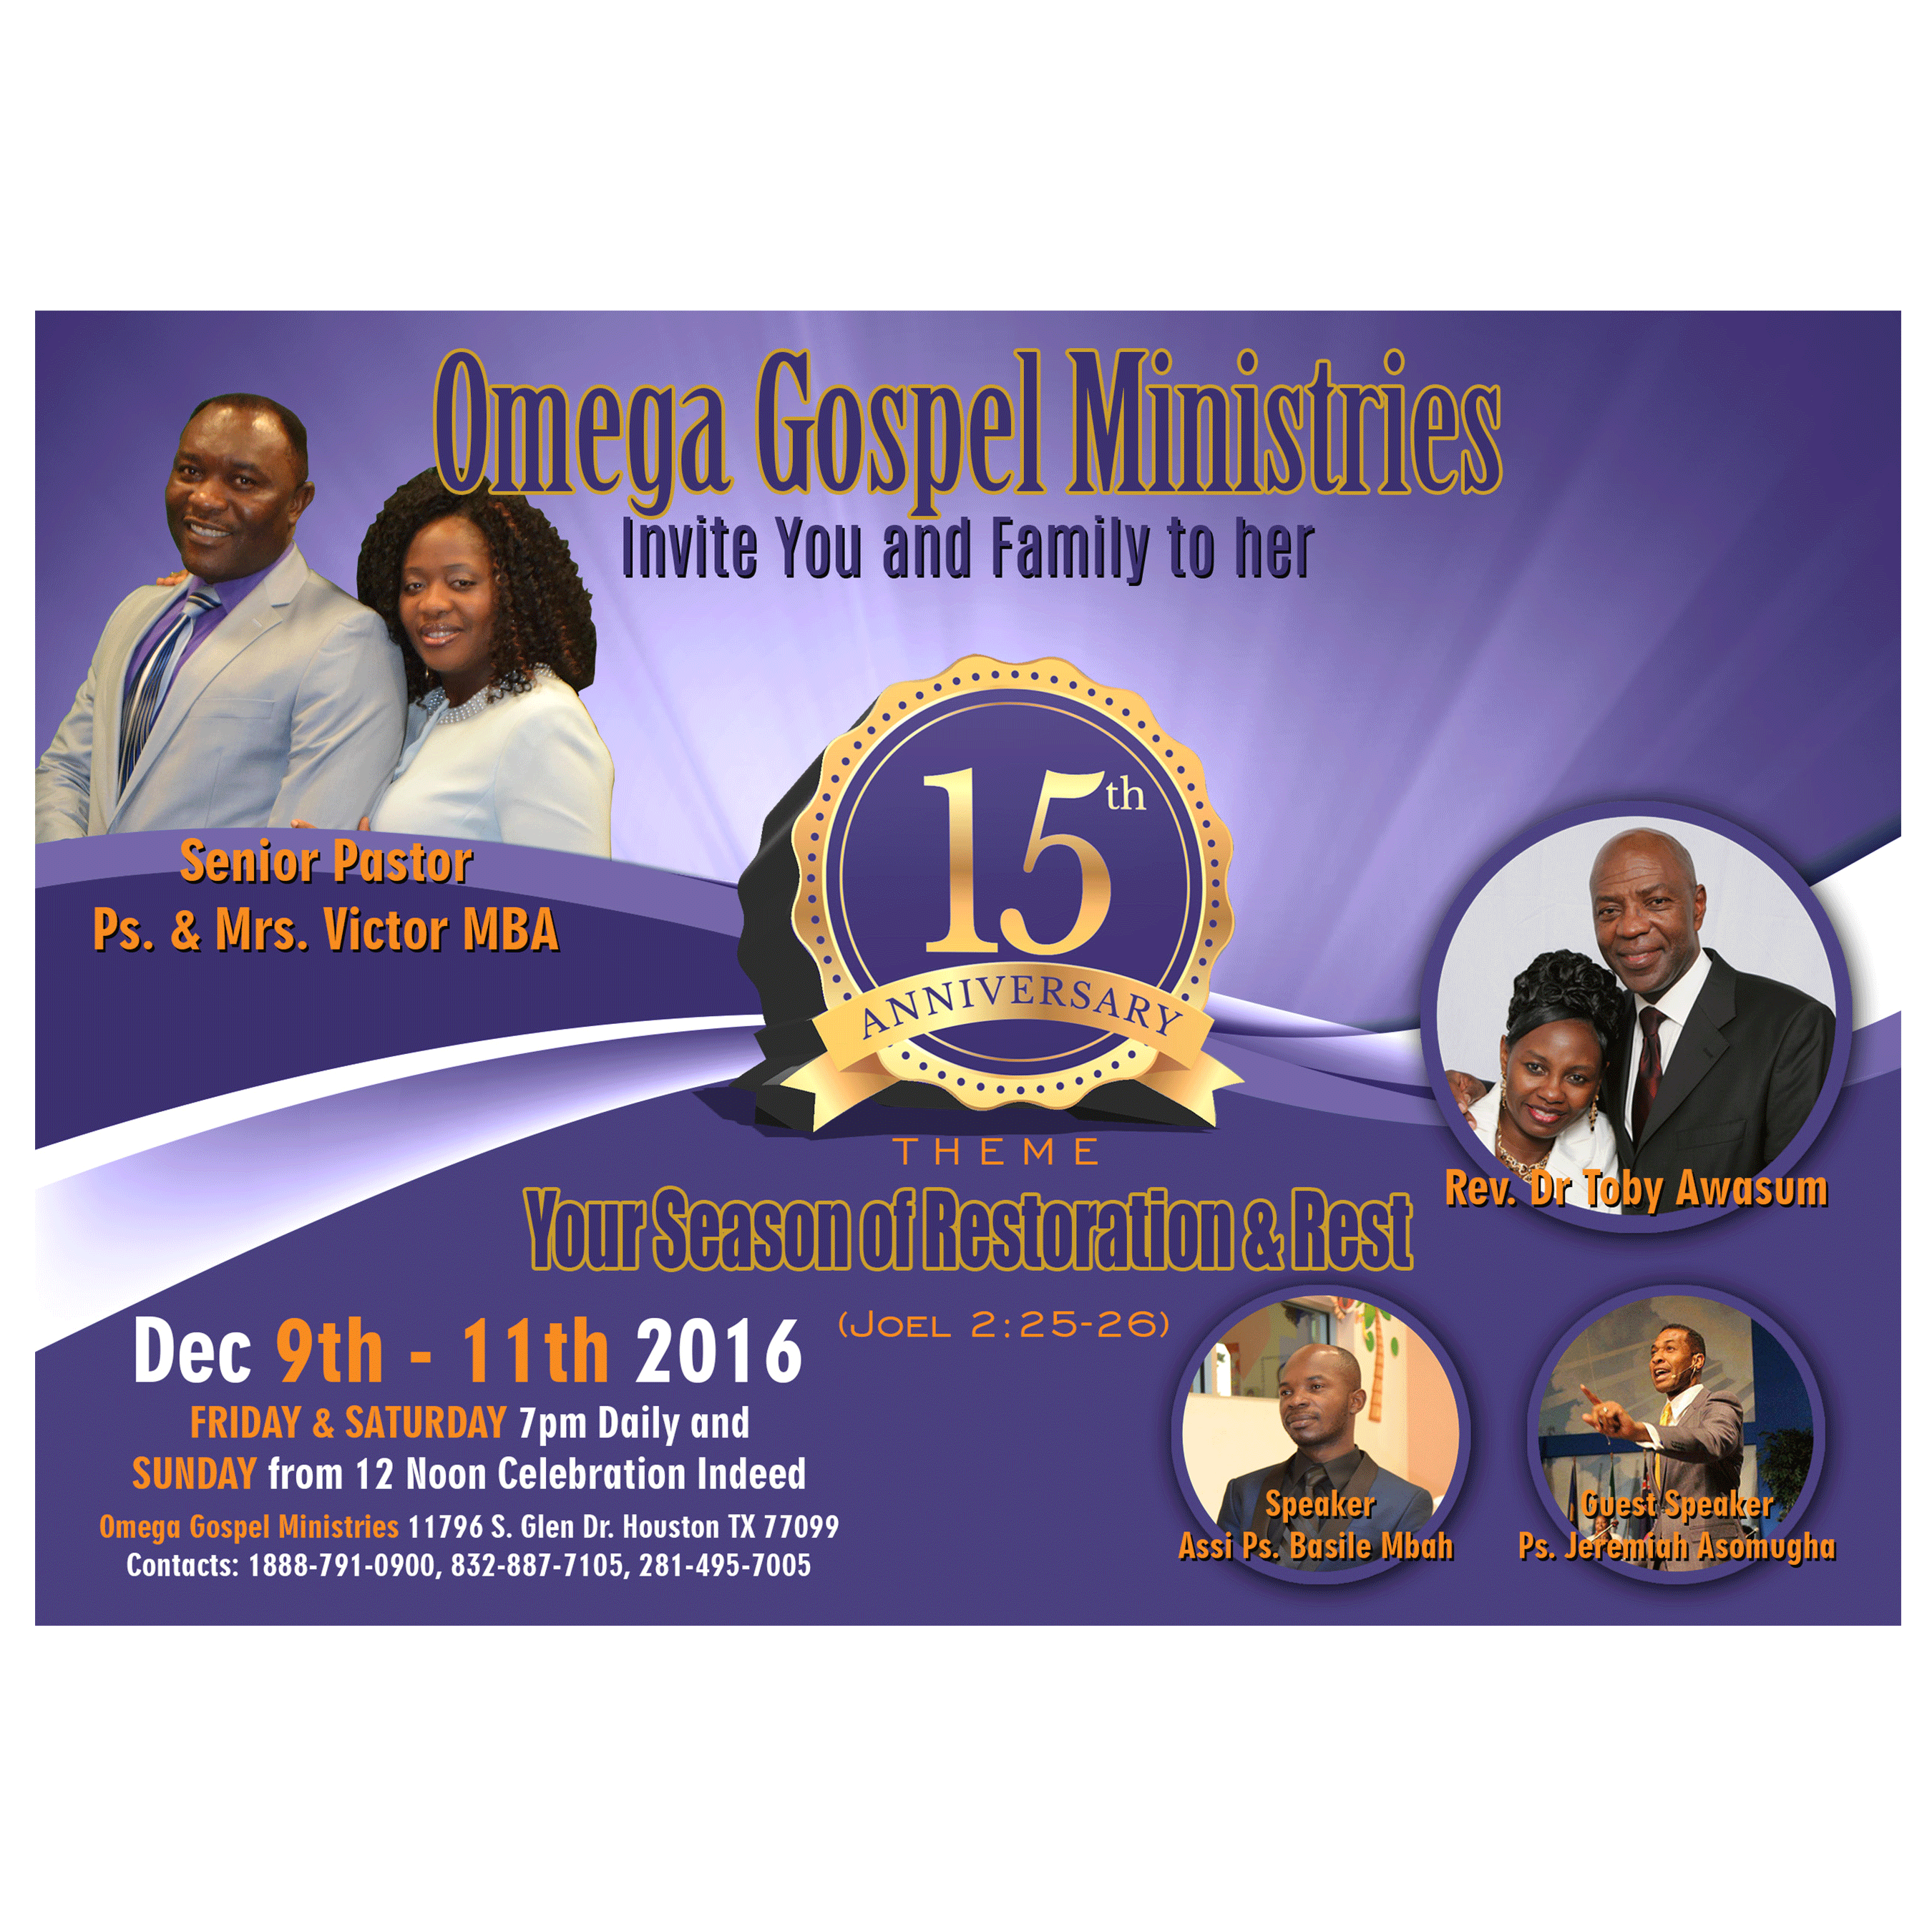 Omega Gospel Ministries
Invite You and Family to her
15th
ANNIVERSARY
Senior Pastor
Ps. & Mrs. Victor MBA
THEME
Your Season of Restoration & Rest
(Joel 2:25-26)
Rev. Dr Toby Awasum
Dec 9th - 11th 2016
FRIDAY & SATURDAY 7pm Daily and
SUNDAY from 12 Noon Celebration Indeed
Omega Gospel Ministries 11796 S. Glen Dr. Houston TX 77099
Contacts: 1888-791-0900, 832-887-7105, 281-495-7005
Speaker
Assi Ps. Basile Mbah
Guest Speaker
Ps. Jeremiah Asomugha